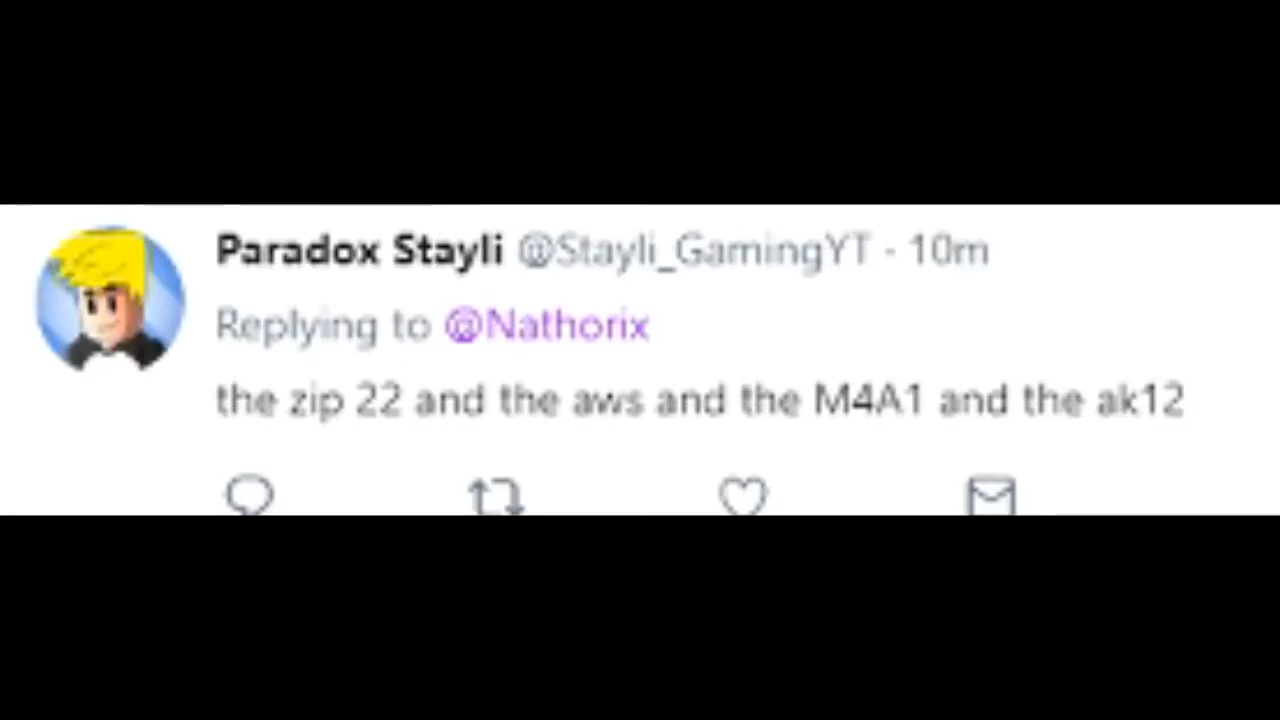 Paradox Stayli @Stayli_GamingYT · 10m
Replying to @Nathorix
the zip 22 and the aws and the M4A1 and the ak12